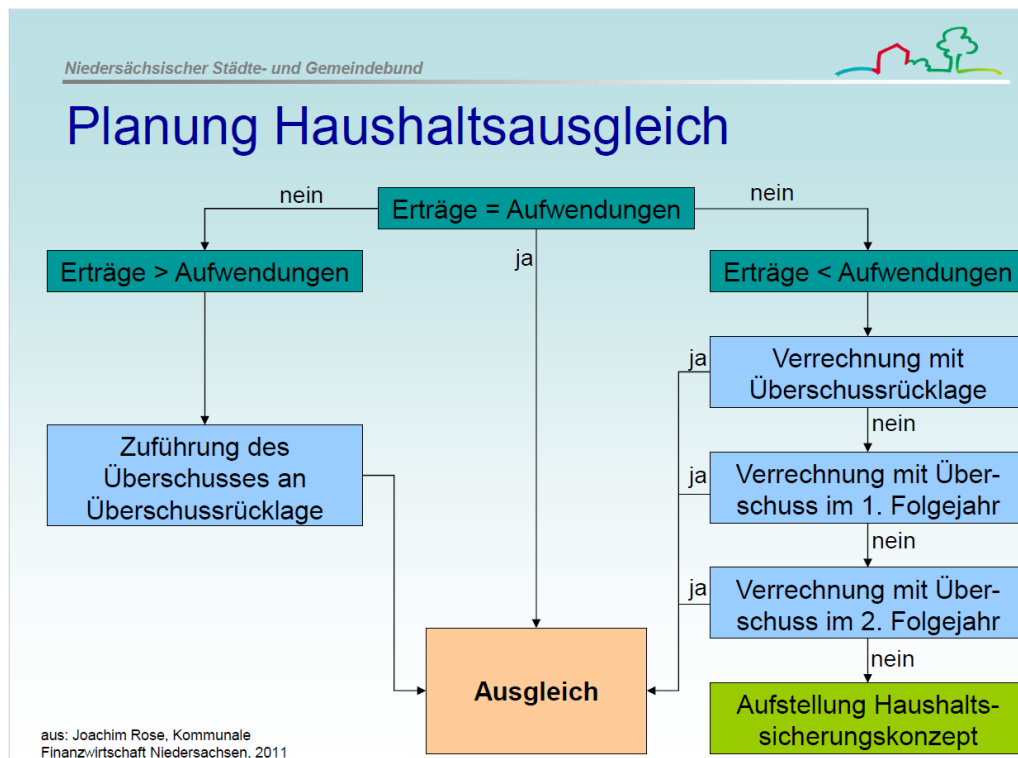 Niedersächsischer Städte- und Gemeindebund
Planung Haushaltsausgleich
nein
Erträge = Aufwendungen
nein
ja
Erträge > Aufwendungen
Erträge < Aufwendungen
ja
Verrechnung mit
Überschussrücklage
nein
Zuführung des
Überschusses an
Überschussrücklage
ja
Verrechnung mit Über-
schuss im 1. Folgejahr
nein
ja
Verrechnung mit Über-
schuss im 2. Folgejahr
nein
Ausgleich
Aufstellung Haushalts-
sicherungskonzept
aus: Joachim Rose, Kommunale
Finanzwirtschaft Niedersachsen, 2011